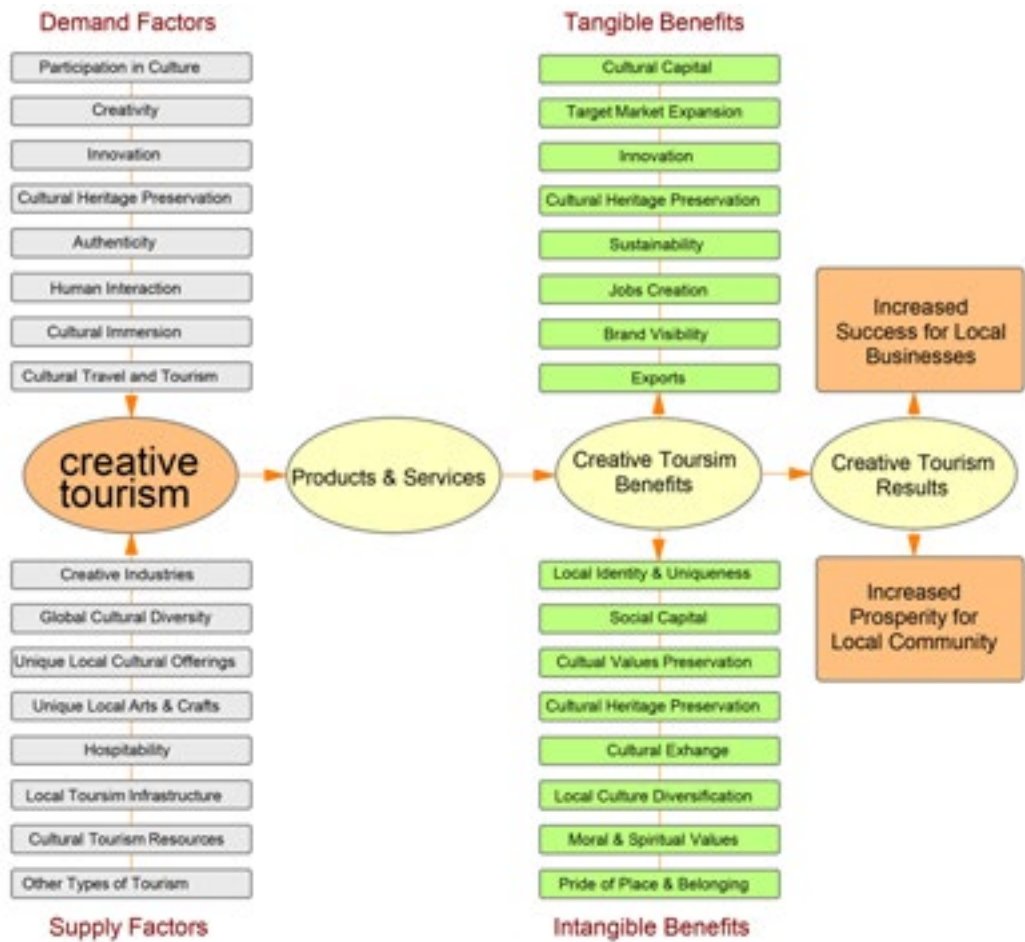 Demand Factors
Participation in Culture
Creativity
Innovation
Cultural Heritage Preservation
Authenticity
Human Interaction
Cultural Immersion
Cultural Travel and Tourism
creative
tourism
Creative Industries
Global Cultural Diversity
Unique Local Cultural Offerings
Unique Local Arts & Crafts
Hospitability
Local Toursim Infrastructure
Cultural Tourism Resources
Other Types of Tourism
Supply Factors
Products & Services
Tangible Benefits
Cultural Capital
Target Market Expansion
Innovation
Cultural Heritage Preservation
Sustainability
Jobs Creation
Brand Visibility
Exports
Creative Toursim
Benefits
Local Identity & Uniqueness
Social Capital
Cultual Values Preservation
Cultural Heritage Preservation
Cultural Exhange
Local Culture Diversification
Moral & Spiritual Values
Pride of Place & Belonging
Intangible Benefits
Increased
Success for Local
Businesses
Creative Tourism
Results
Increased
Prosperity for
Local Community